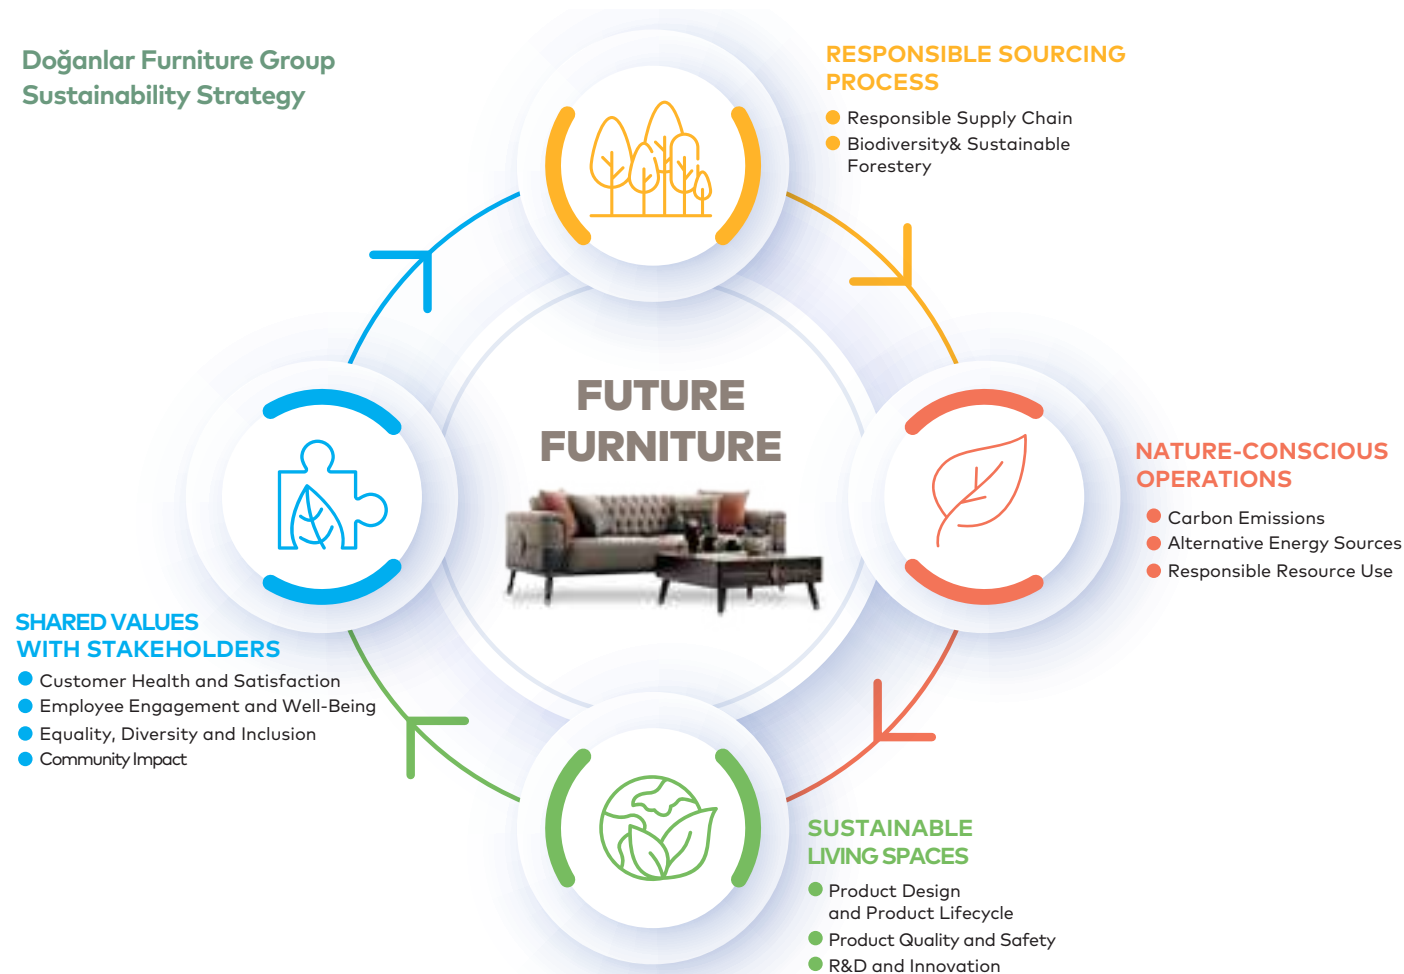 Doğanlar Furniture Group
Sustainability Strategy
RESPONSIBLE SOURCING
PROCESS
Responsible Supply Chain
Biodiversity& Sustainable
Forestery
FUTURE
FURNITURE
NATURE-CONSCIOUS
OPERATIONS
Carbon Emissions
Alternative Energy Sources
Responsible Resource Use
SHARED VALUES
WITH STAKEHOLDERS
Customer Health and Satisfaction
Employee Engagement and Well-Being
Equality, Diversity and Inclusion
Community Impact
SUSTAINABLE
LIVING SPACES
Product Design
and Product Lifecycle
Product Quality and Safety
R&D and Innovation